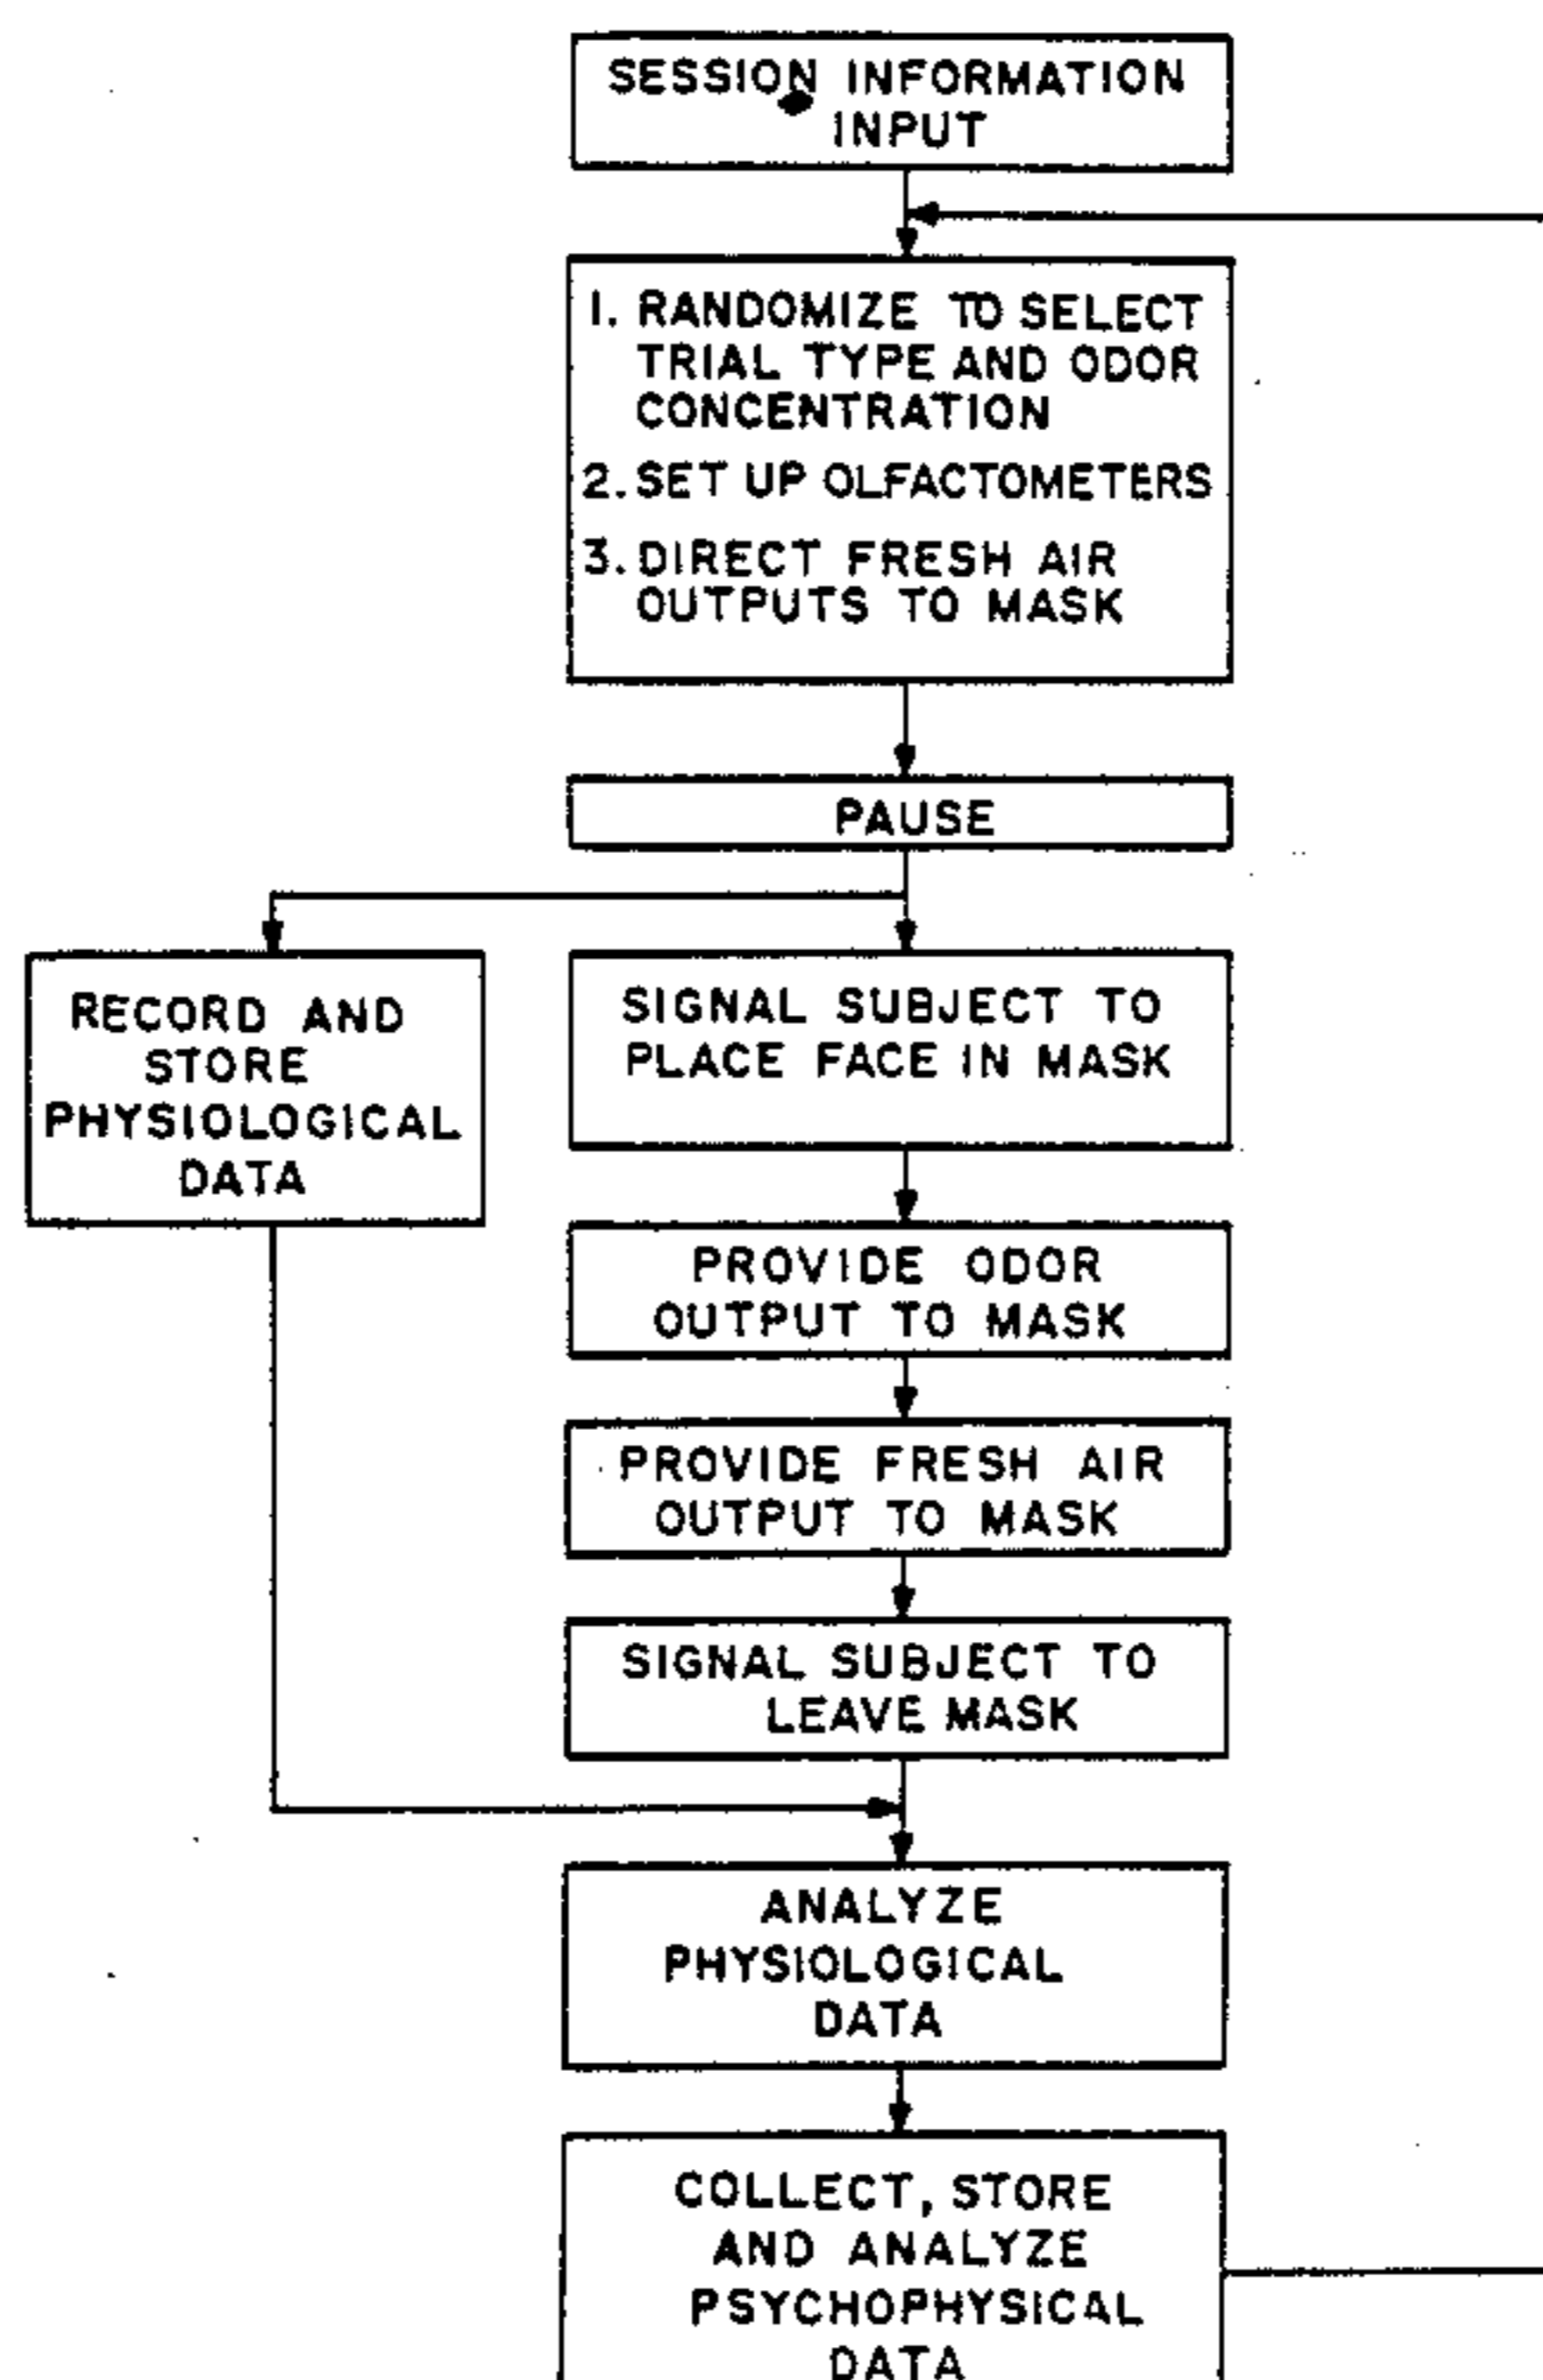 SESSION INFORMATION
INPUT
1. RANDOMIZE TO SELECT
TRIAL TYPE AND ODOR
CONCENTRATION
2. SET UP OLFACTOMETERS
3. DIRECT FRESH AIR
OUTPUTS TO MASK
PAUSE
RECORD AND
STORE
PHYSIOLOGICAL
DATA
SIGNAL SUBJECT TO
PLACE FACE IN MASK
PROVIDE ODOR
OUTPUT TO MASK
PROVIDE FRESH AIR
OUTPUT TO MASK
SIGNAL SUBJECT TO
LEAVE MASK
ANALYZE
PHYSIOLOGICAL
DATA
COLLECT, STORE
AND ANALYZE
PSYCHOPHYSICAL
DATA